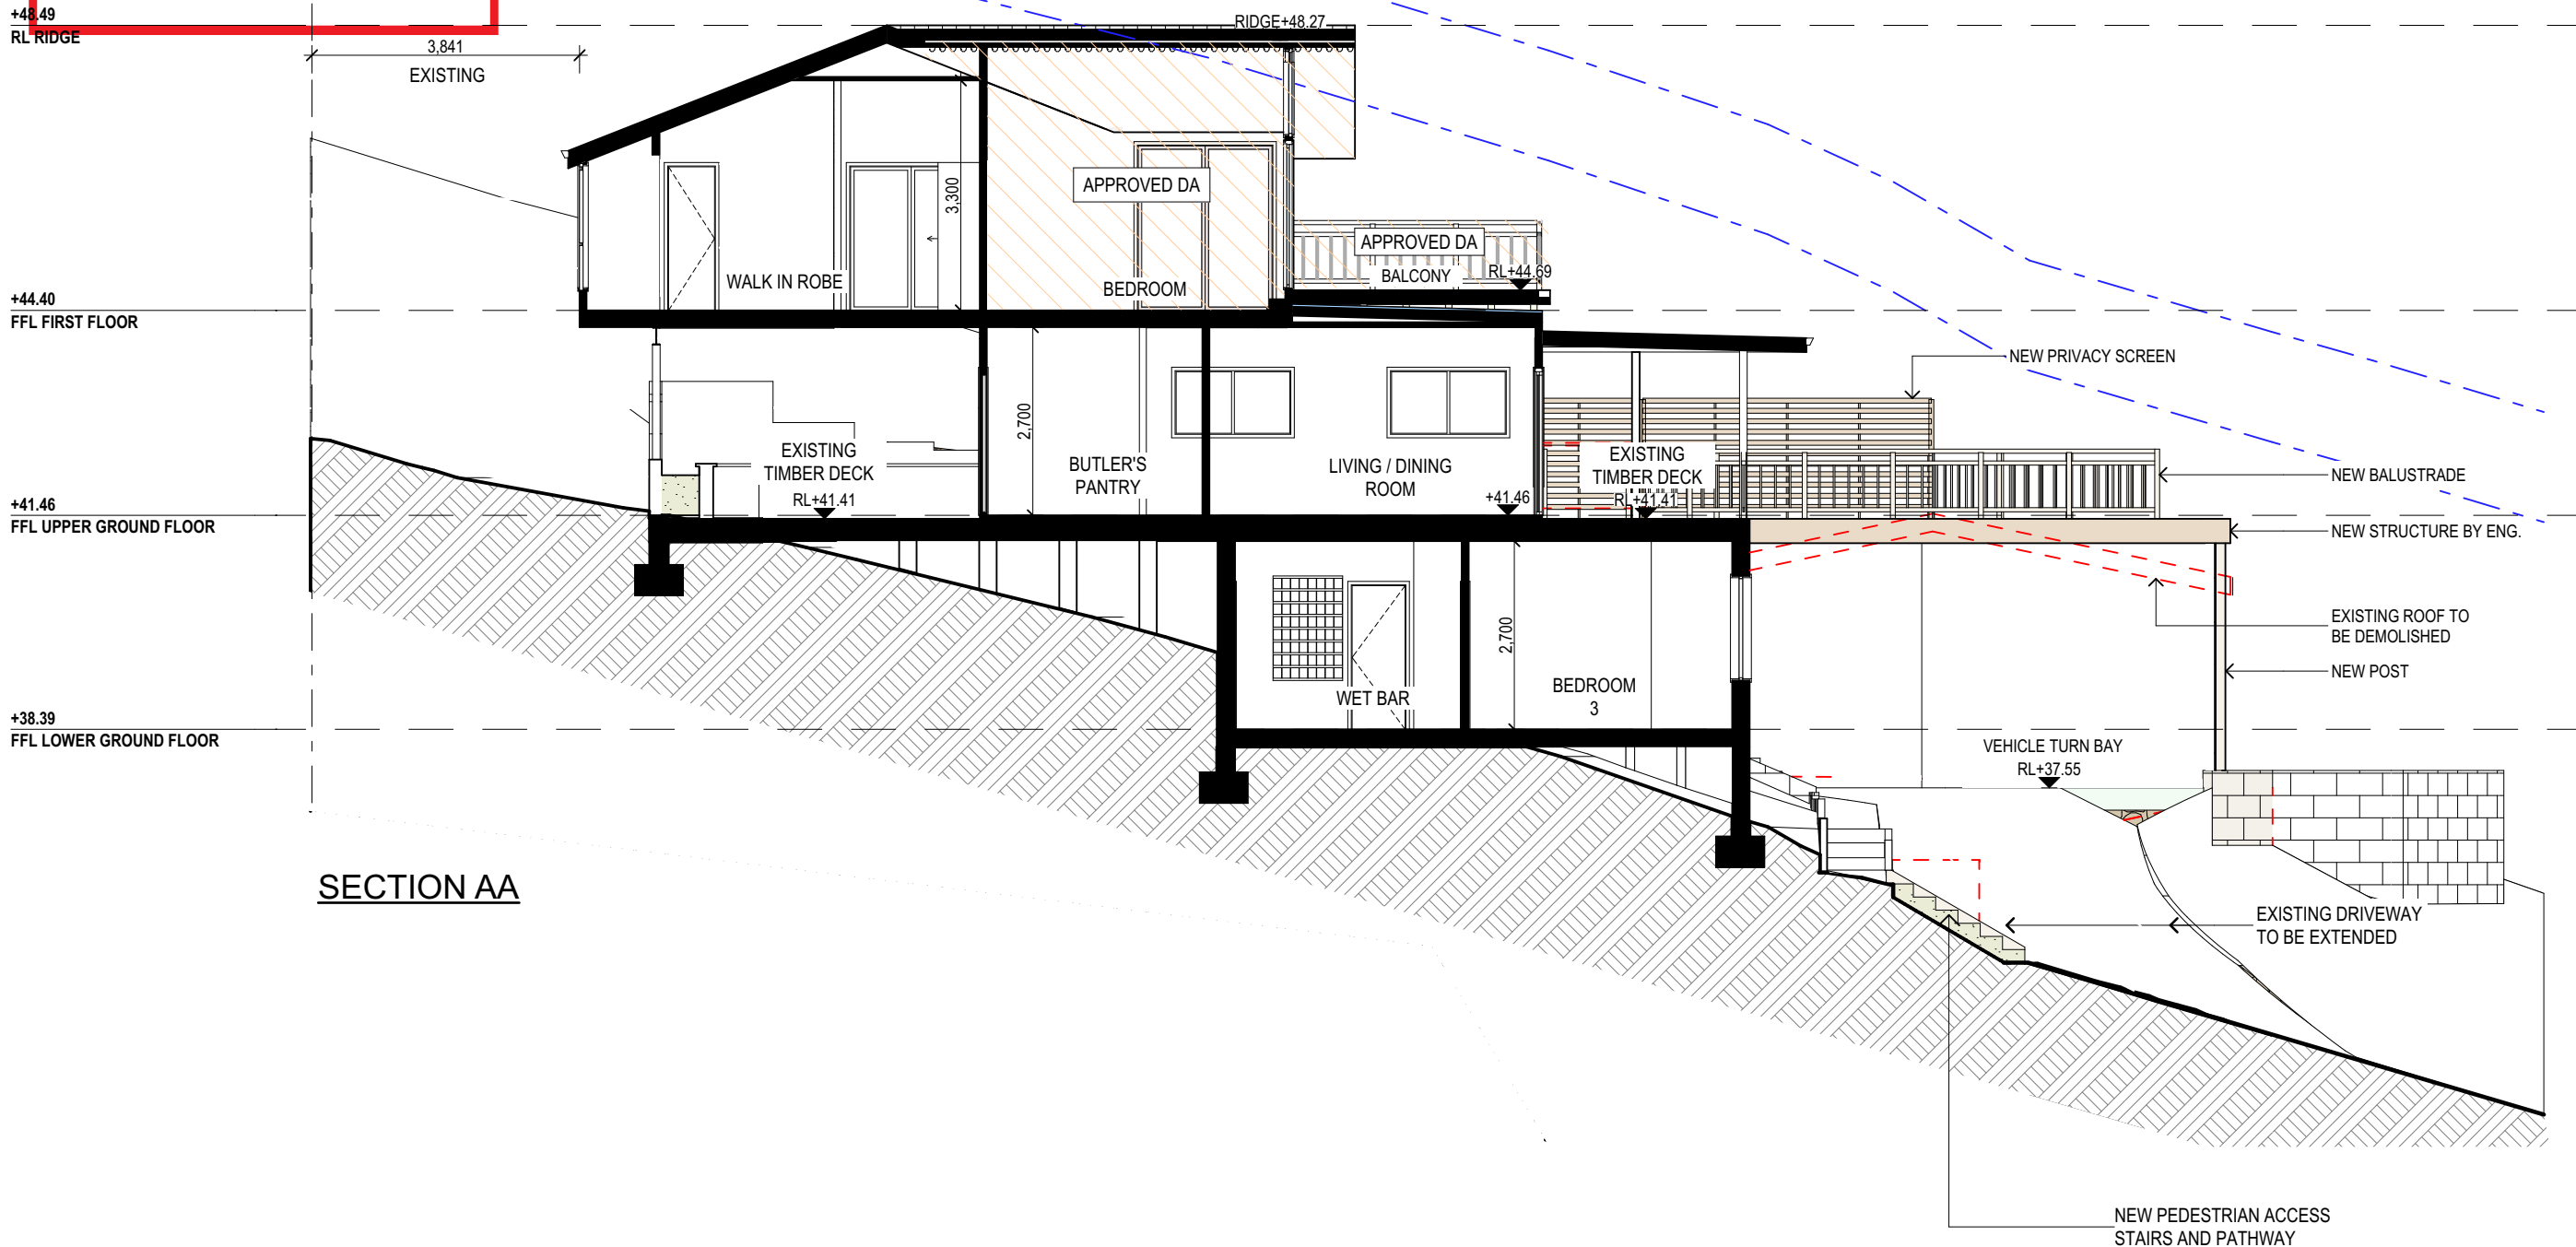 +48.49
RL RIDGE
3,841
EXISTING
RIDGE+48.27
APPROVED DA
3,300
WALK IN ROBE
BEDROOM
APPROVED DA
BALCONY
RL+44.69
+44.40
FFL FIRST FLOOR
NEW PRIVACY SCREEN
2,700
EXISTING
TIMBER DECK
RL+41.41
BUTLER'S
PANTRY
LIVING / DINING
ROOM
+41.46
EXISTING
TIMBER DECK
RL+41.41
NEW BALUSTRADE
+41.46
FFL UPPER GROUND FLOOR
NEW STRUCTURE BY ENG.
EXISTING ROOF TO
BE DEMOLISHED
2,700
NEW POST
WET BAR
BEDROOM
3
+38.39
FFL LOWER GROUND FLOOR
VEHICLE TURN BAY
RL+37.55
SECTION AA
EXISTING DRIVEWAY
TO BE EXTENDED
NEW PEDESTRIAN ACCESS
STAIRS AND PATHWAY